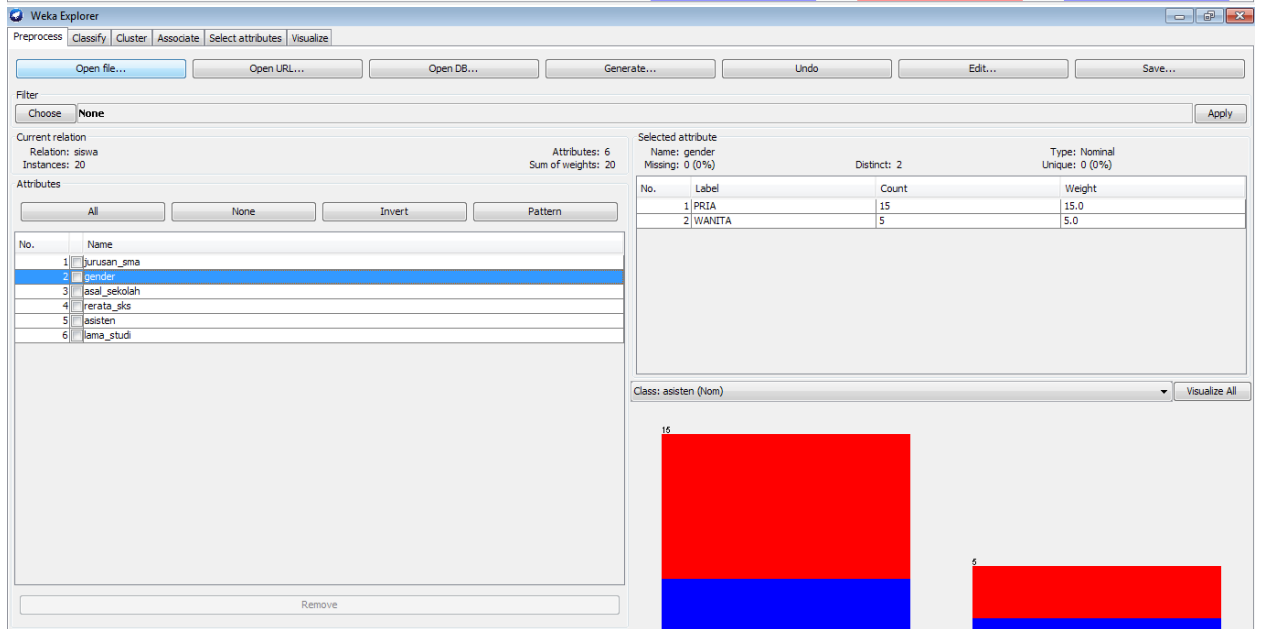 Weka Explorer
Preprocess Classify Cluster Associate Select attributes Visualize
Open file... Open URL... Open DB... Generate... Undo Edit... Save...
Filter
Choose None Apply
Current relation
Relation: siswa Attributes: 6
Instances: 20 Sum of weights: 20
Attributes
All None Invert Pattern
No. Name
1 jurusan_sma
2 gender
3 asal_sekolah
4 rerata_sks
5 asisten
6 lama_studi
Remove
Selected attribute
Name: gender Type: Nominal
Missing: 0 (0%) Distinct: 2 Unique: 0 (0%)
No. Label Count Weight
1 PRIA 15 15.0
2 WANITA 5 5.0
Class: asisten (Nom) Visualize All
15
5